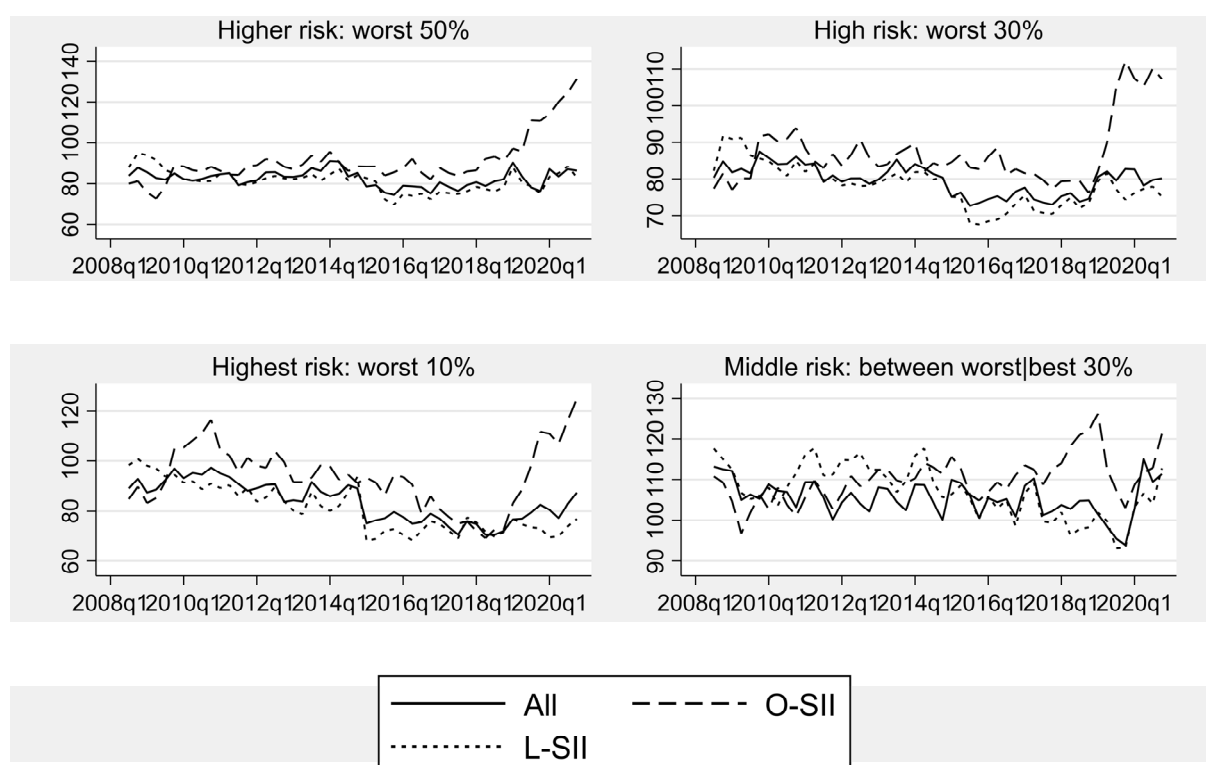 Higher risk: worst 50%
140
120
100
80
60
2008q1 2010q1 2012q1 2014q1 2016q1 2018q1 2020q1
High risk: worst 30%
110
100
90
80
70
2008q1 2010q1 2012q1 2014q1 2016q1 2018q1 2020q1
Highest risk: worst 10%
120
100
80
60
2008q1 2010q1 2012q1 2014q1 2016q1 2018q1 2020q1
Middle risk: between worst|best 30%
130
120
110
100
90
2008q1 2010q1 2012q1 2014q1 2016q1 2018q1 2020q1
All O-SII
L-SII